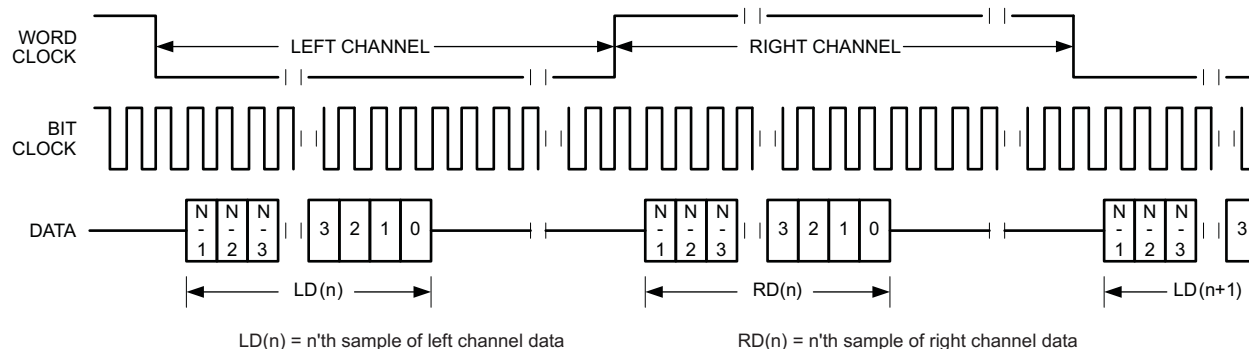 WORD
CLOCK
LEFT CHANNEL
RIGHT CHANNEL
BIT
CLOCK
DATA
N
-
1
N
-
2
N
-
3
3 2 1 0
N
-
1
N
-
2
N
-
3
3 2 1 0
N
-
1
N
-
2
N
-
3
3
LD(n)
RD(n)
LD(n+1)
LD(n) = n'th sample of left channel data
RD(n) = n'th sample of right channel data